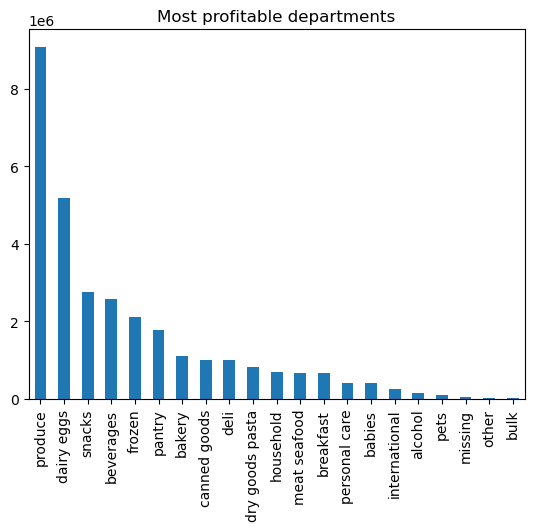 Most profitable departments
1e6
8
6
4
2
0
produce
dairy eggs
snacks
beverages
frozen
pantry
bakery
canned goods
deli
dry goods pasta
household
meat seafood
breakfast
personal care
babies
international
alcohol
pets
missing
other
bulk